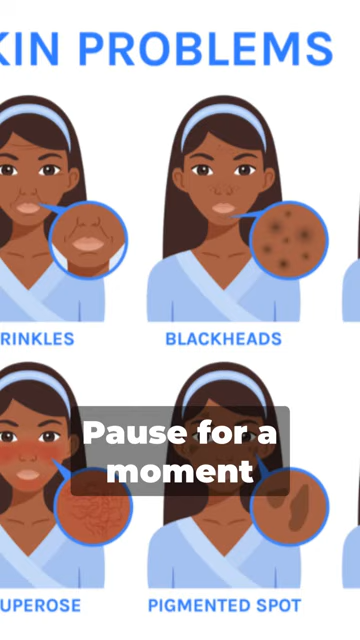 KIN PROBLEMS
RINKLES
BLACKHEADS
Pause for a
moment
UPEROSE
PIGMENTED SPOT